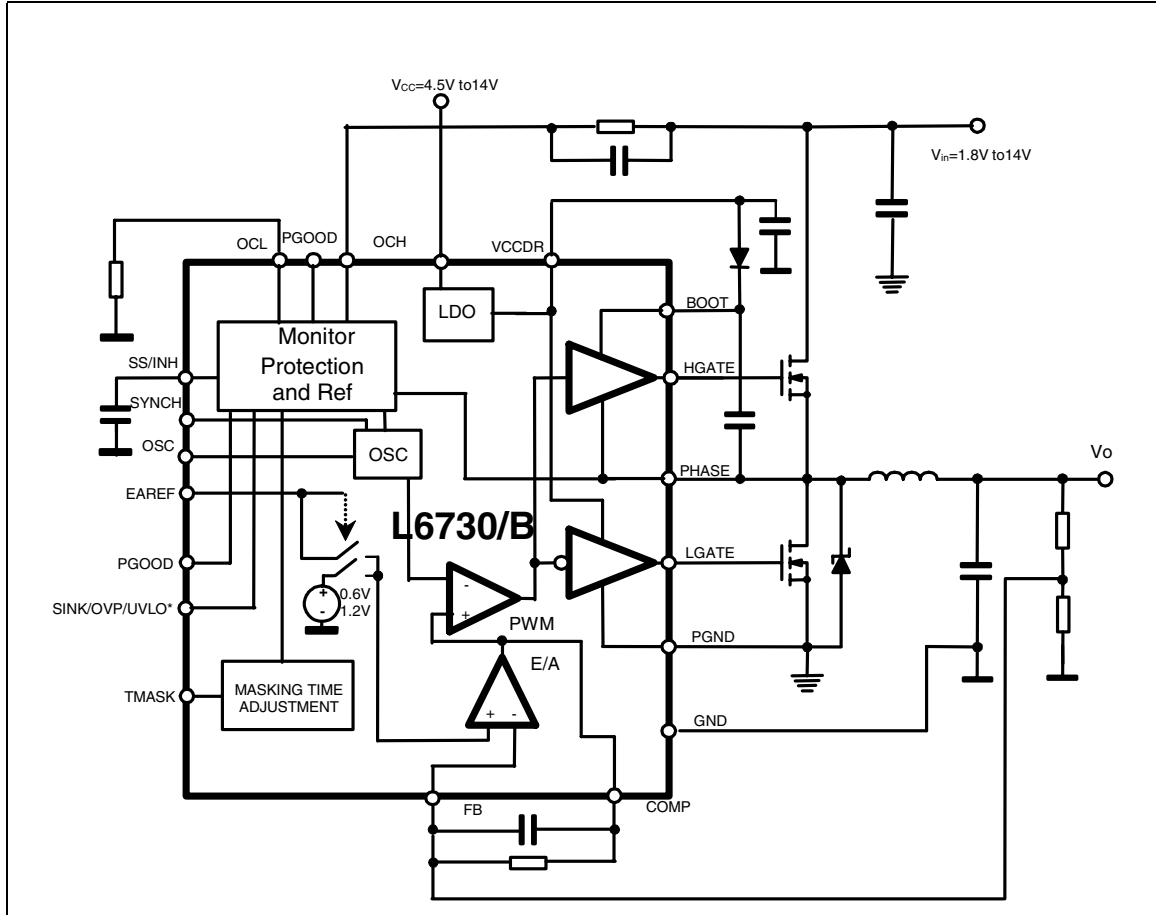 Vcc=4.5V to14V
Vin=1.8V to14V
OCL
PGOOD
OCH
VCCDR
LDO
BOOT
Monitor
Protection
and Ref
SS/INH
HGATE
SYNCH
OSC
OSC
Vo
PHASE
EAREF
L6730/B
LGATE
PGOOD
-
+
0.6V
+
-
1.2V
SINK/OVP/UVLO*
PWM
PGND
E/A
TMASK
MASKING TIME
ADJUSTMENT
+ -
GND
FB
COMP